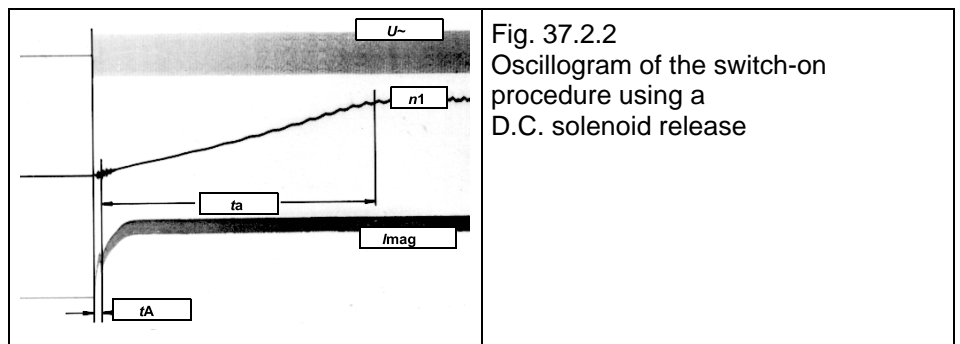 U~
n1
ta
Imag
tA
Fig. 37.2.2
Oscillogram of the switch-on
procedure using a
D.C. solenoid release